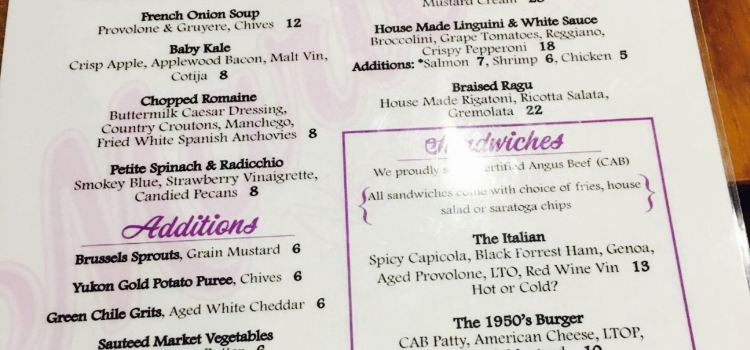 French Onion Soup
Provolone & Gruyere, Chives 12
Baby Kale
Crisp Apple, Applewood Bacon, Malt Vin,
Cotija 8
Chopped Romaine
Buttermilk Caesar Dressing,
Country Croutons, Manchego,
Fried White Spanish Anchovies 8
Petite Spinach & Radicchio
Smokey Blue, Strawberry Vinaigrette,
Candied Pecans 8
Additions
Brussels Sprouts, Grain Mustard 6
Yukon Gold Potato Puree, Chives 6
Green Chile Grits, Aged White Cheddar 6
Sauteed Market Vegetables
Mustard Cream
House Made Linguini & White Sauce
Broccolini, Grape Tomatoes, Reggiano,
Crispy Pepperoni 18
Additions: *Salmon 7, Shrimp 6, Chicken 5
Braised Ragu
House Made Rigatoni, Ricotta Salata,
Gremolata 22
Sandwiches
We proudly Angus Beef (CAB)
{All sandwiches come with choice of fries, house
salad or saratoga chips}
The Italian
Spicy Capicola, Black Forrest Ham, Genoa,
Aged Provolone, LTO, Red Wine Vin 13
Hot or Cold?
The 1950's Burger
CAB Patty, American Cheese, LTOP,